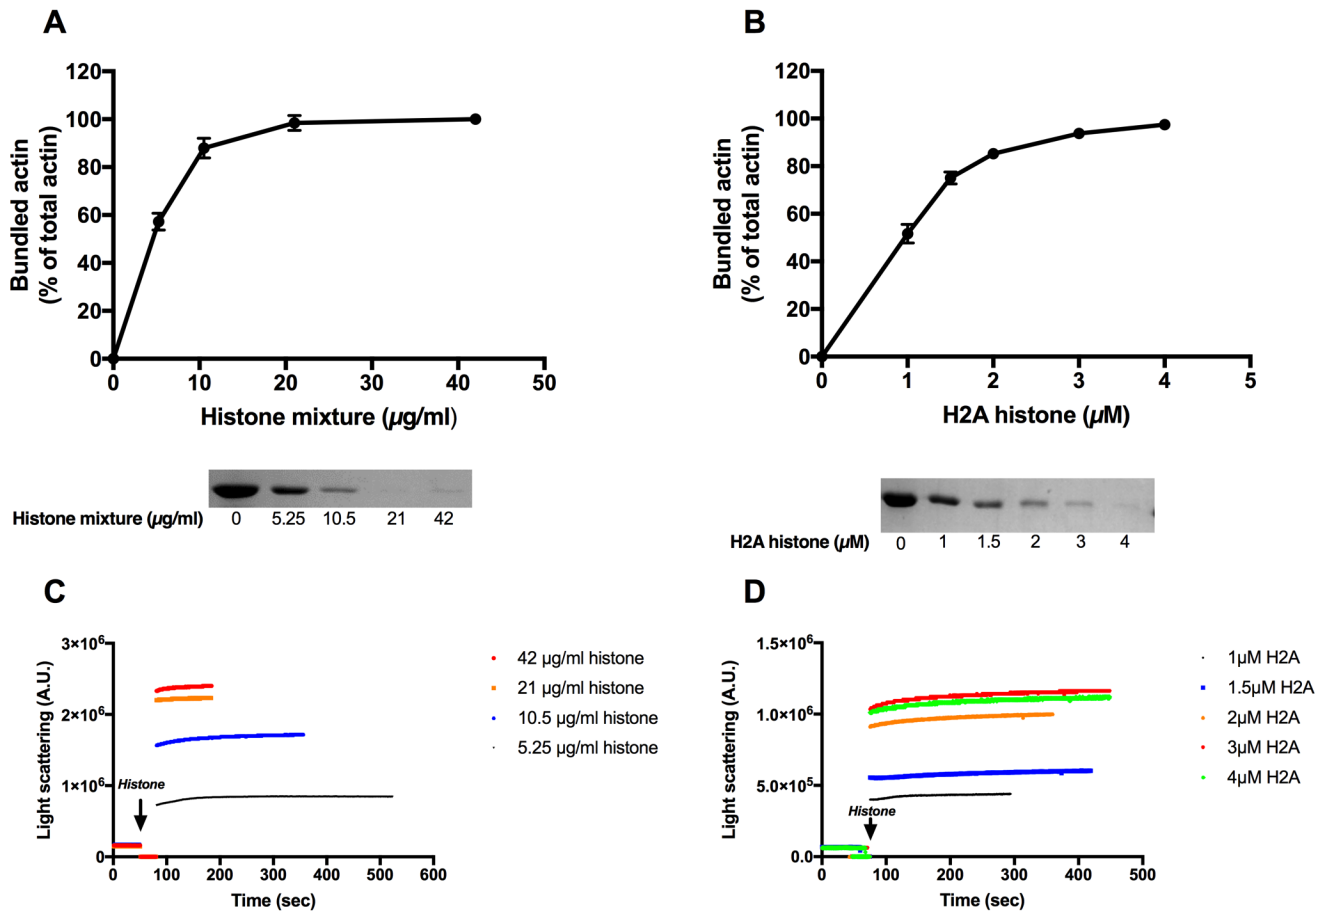 A
120
100
80
60
40
20
0
Bundled actin
(% of total actin)
0 10 20 30 40 50
Histone mixture (µg/ml)
Histone mixture (µg/ml) 0 5.25 10.5 21 42
B
120
100
80
60
40
20
0
Bundled actin
(% of total actin)
0 1 2 3 4 5
H2A histone (µM)
H2A histone (µM) 0 1 1.5 2 3 4
C
3×10⁶
2×10⁶
1×10⁶
0
Light scattering (A.U.)
Histone
0 100 200 300 400 500 600
Time (sec)
42 µg/ml histone
21 µg/ml histone
10.5 µg/ml histone
5.25 µg/ml histone
D
1.5×10⁶
1.0×10⁶
5.0×10⁵
0.0
Light scattering (A.U.)
Histone
0 100 200 300 400 500
Time (sec)
1µM H2A
1.5µM H2A
2µM H2A
3µM H2A
4µM H2A